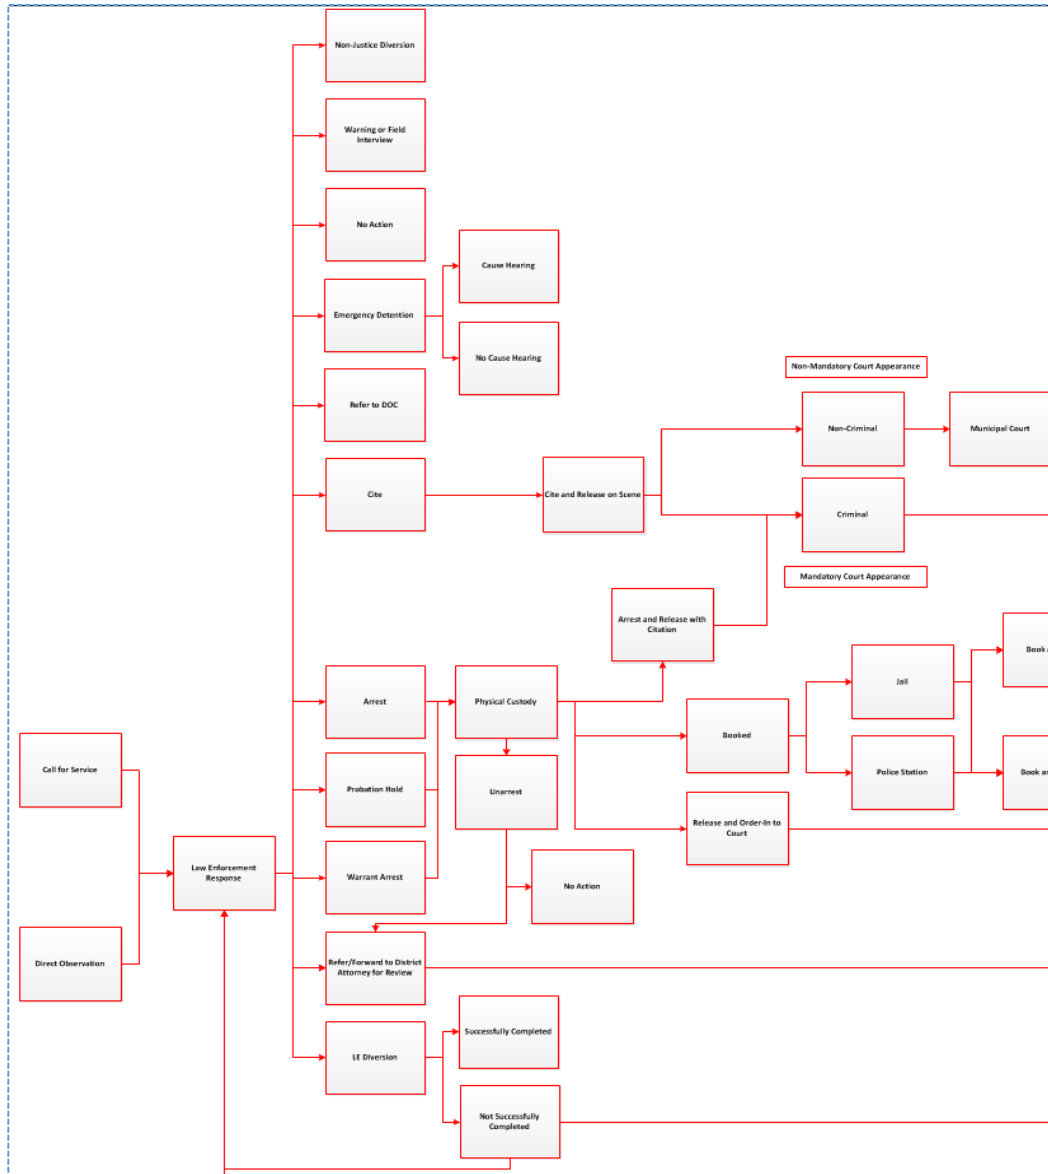 Non-Justice Diversion
Warning or Field
Interview
No Action
Cause Hearing
Emergency Detention
No Cause Hearing
Non-Mandatory Court Appearance
Refer to DOC
Non-Criminal
Municipal Court
Cite
Cite and Release on Scene
Criminal
Mandatory Court Appearance
Arrest and Release with
Citation
Book a
Jail
Arrest
Physical Custody
Booked
Call for Service
Police Station
Book an
Probation Hold
Unarrest
Release and Order-In to
Court
Law Enforcement
Response
Warrant Arrest
No Action
Direct Observation
Refer/Forward to District
Attorney for Review
Successfully Completed
LE Diversion
Not Successfully
Completed